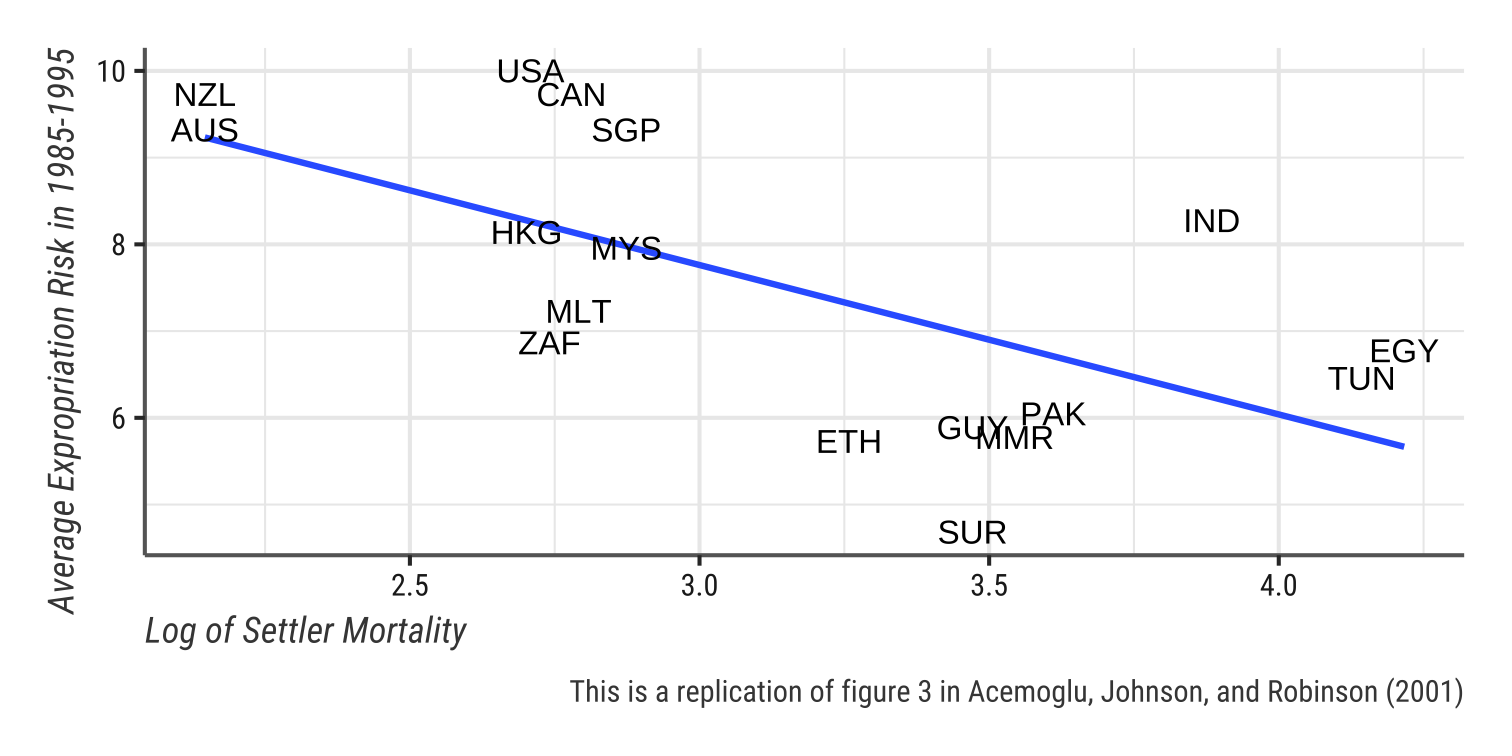 Average Expropriation Risk in 1985-1995
10
8
6
USA
NZL
CAN
AUS
SGP
HKG
MYS
IND
MLT
ZAF
EGY
TUN
PAK
GUY
MMR
ETH
SUR
2.5
3.0
3.5
4.0
Log of Settler Mortality
This is a replication of figure 3 in Acemoglu, Johnson, and Robinson (2001)